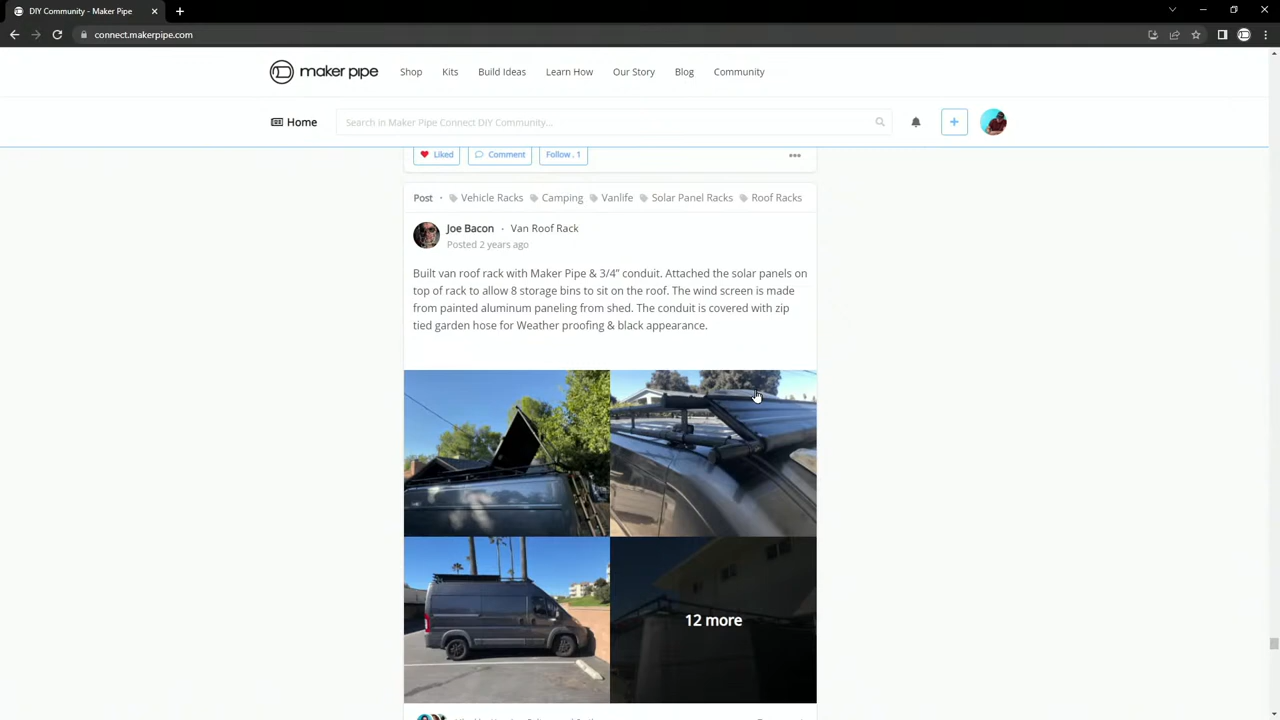 DIY Community - Maker Pipe
connect.makerpipe.com
maker pipe Shop Kits Build Ideas Learn How Our Story Blog Community
Home Search in Maker Pipe Connect DIY Community...
Liked Comment Follow . 1
Post · Vehicle Racks Camping Vanlife Solar Panel Racks Roof Racks
Joe Bacon · Van Roof Rack
Posted 2 years ago
Built van roof rack with Maker Pipe & 3/4” conduit. Attached the solar panels on
top of rack to allow 8 storage bins to sit on the roof. The wind screen is made
from painted aluminum paneling from shed. The conduit is covered with zip
tied garden hose for Weather proofing & black appearance.
12 more